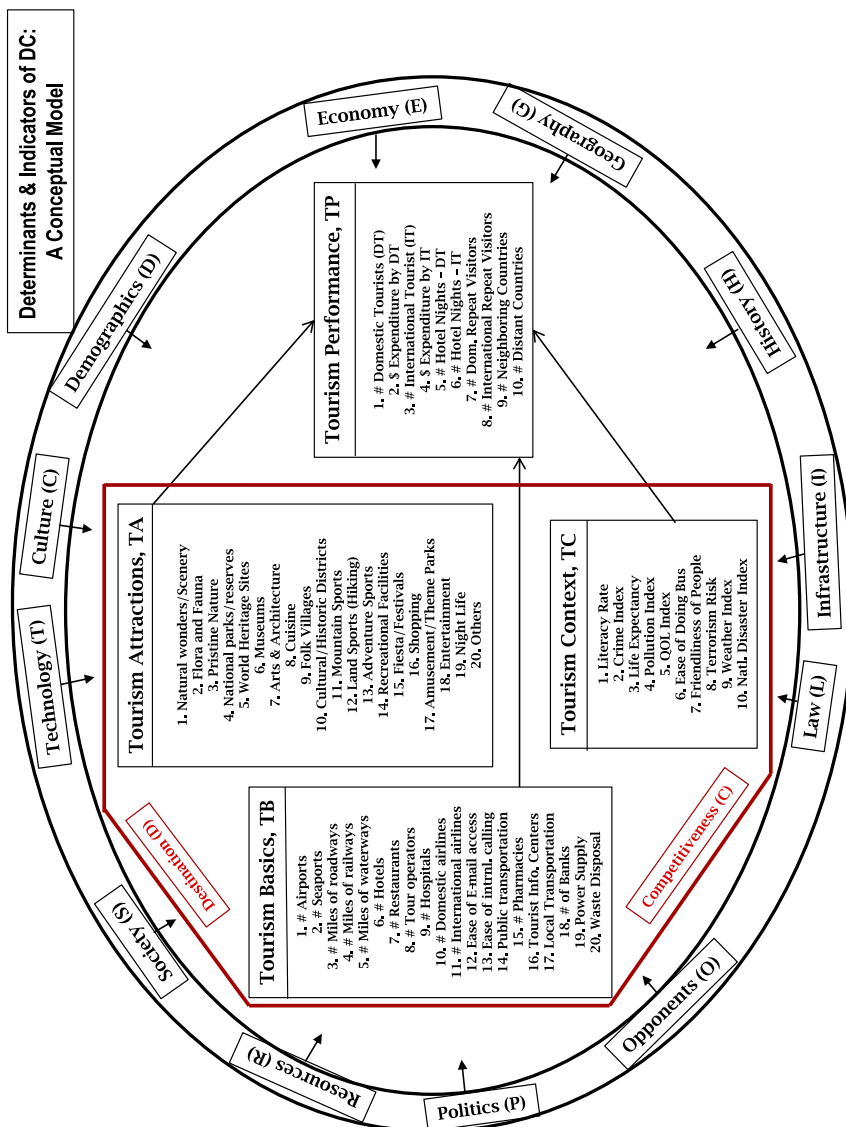 Determinants & Indicators of DC:
A Conceptual Model
Economy (E)
Geography (G)
Demographics (D)
History (H)
Culture (C)
Infrastructure (I)
Technology (T)
Law (L)
Society (S)
Opponents (O)
Resources (R)
Politics (P)
Destination (D)
Competitiveness (C)
Tourism Performance, TP
1. # Domestic Tourists (DT)
2. $ Expenditure by DT
3. # International Tourist (IT)
4. $ Expenditure by IT
5. # Hotel Nights – DT
6. # Hotel Nights – IT
7. # Dom. Repeat Visitors
8. # International Repeat Visitors
9. # Neighboring Countries
10. # Distant Countries
Tourism Attractions, TA
1. Natural wonders/Scenery
2. Flora and Fauna
3. Pristine Nature
4. National parks/reserves
5. World Heritage Sites
6. Museums
7. Arts & Architecture
8. Cuisine
9. Folk Villages
10. Cultural/Historic Districts
11. Mountain Sports
12. Land Sports (Hiking)
13. Adventure Sports
14. Recreational Facilities
15. Fiesta/Festivals
16. Shopping
17. Amusement/Theme Parks
18. Entertainment
19. Night Life
20. Others
Tourism Context, TC
1. Literacy Rate
2. Crime Index
3. Life Expectancy
4. Pollution Index
5. QOL Index
6. Ease of Doing Bus
7. Friendliness of People
8. Terrorism Risk
9. Weather Index
10. Natl. Disaster Index
Tourism Basics, TB
1. # Airports
2. # Seaports
3. # Miles of roadways
4. # Miles of railways
5. # Miles of waterways
6. # Hotels
7. # Restaurants
8. # Tour operators
9. # Hospitals
10. # Domestic airlines
11. # International airlines
12. Ease of E-mail access
13. Ease of intrnl. calling
14. Public transportation
15. # Pharmacies
16. Tourist Info. Centers
17. Local Transportation
18. # of Banks
19. Power Supply
20. Waste Disposal